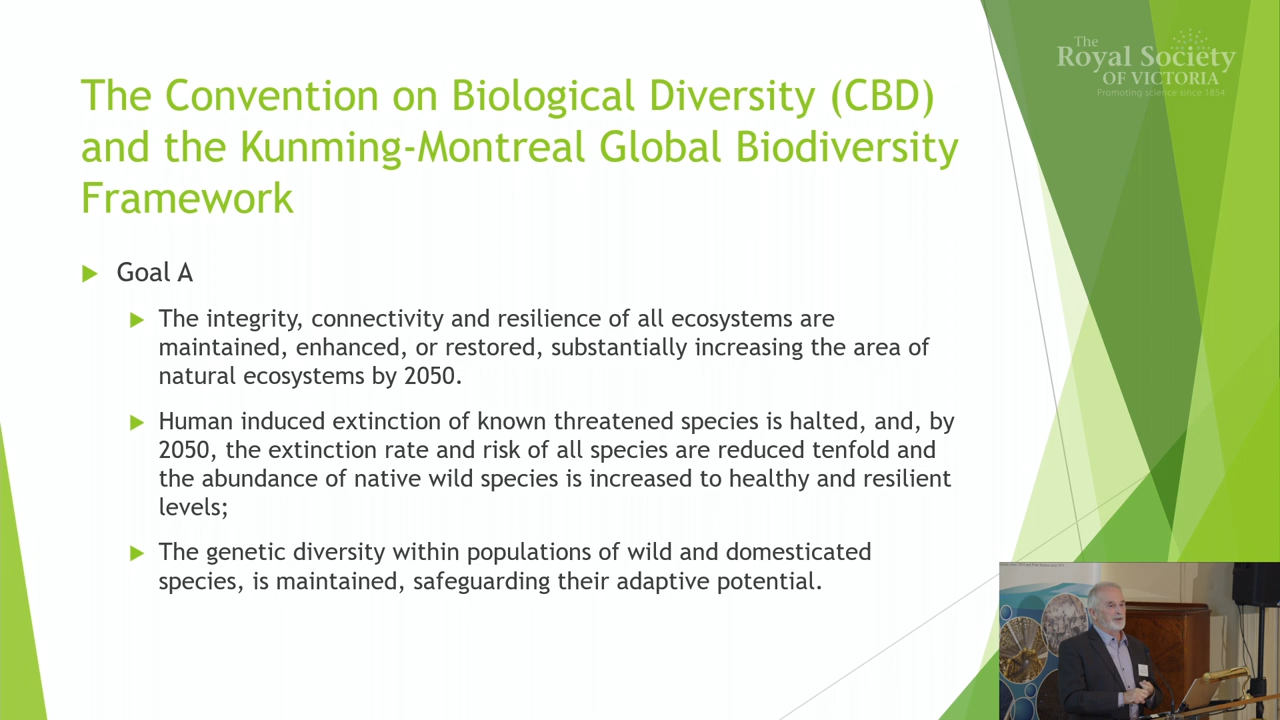 The
Royal Society
OF VICTORIA
Promoting science since 1854
The Convention on Biological Diversity (CBD)
and the Kunming-Montreal Global Biodiversity
Framework
Goal A
The integrity, connectivity and resilience of all ecosystems are
maintained, enhanced, or restored, substantially increasing the area of
natural ecosystems by 2050.
Human induced extinction of known threatened species is halted, and, by
2050, the extinction rate and risk of all species are reduced tenfold and
the abundance of native wild species is increased to healthy and resilient
levels;
The genetic diversity within populations of wild and domesticated
species, is maintained, safeguarding their adaptive potential.